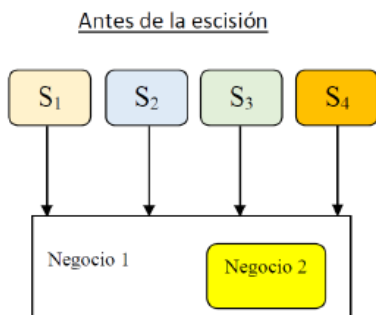 Antes de la escisión
S₁ S₂ S₃ S₄
Negocio 1
Negocio 2